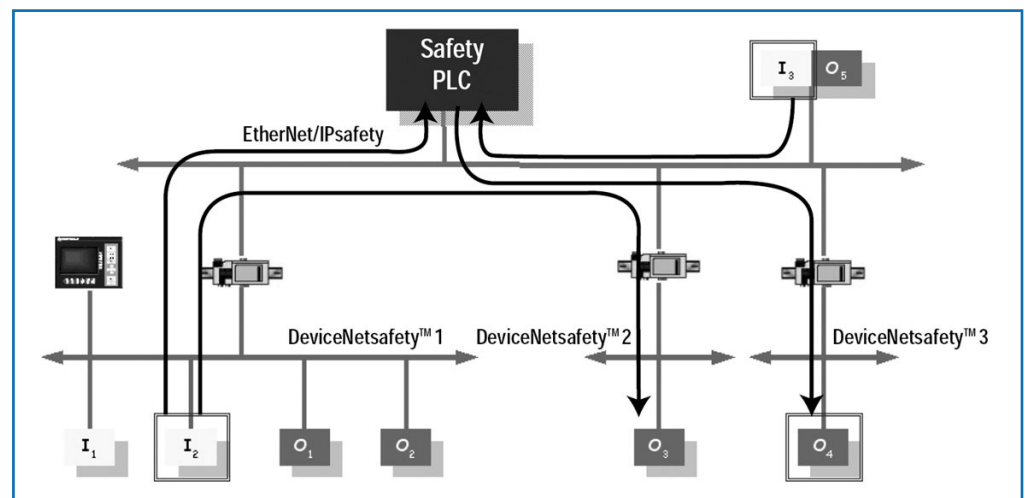 Safety
PLC
I₃
O₅
EtherNet/IPsafety
DeviceNetsafety™ 1
DeviceNetsafety™ 2
DeviceNetsafety™ 3
I₁
I₂
O₁
O₂
O₃
O₄